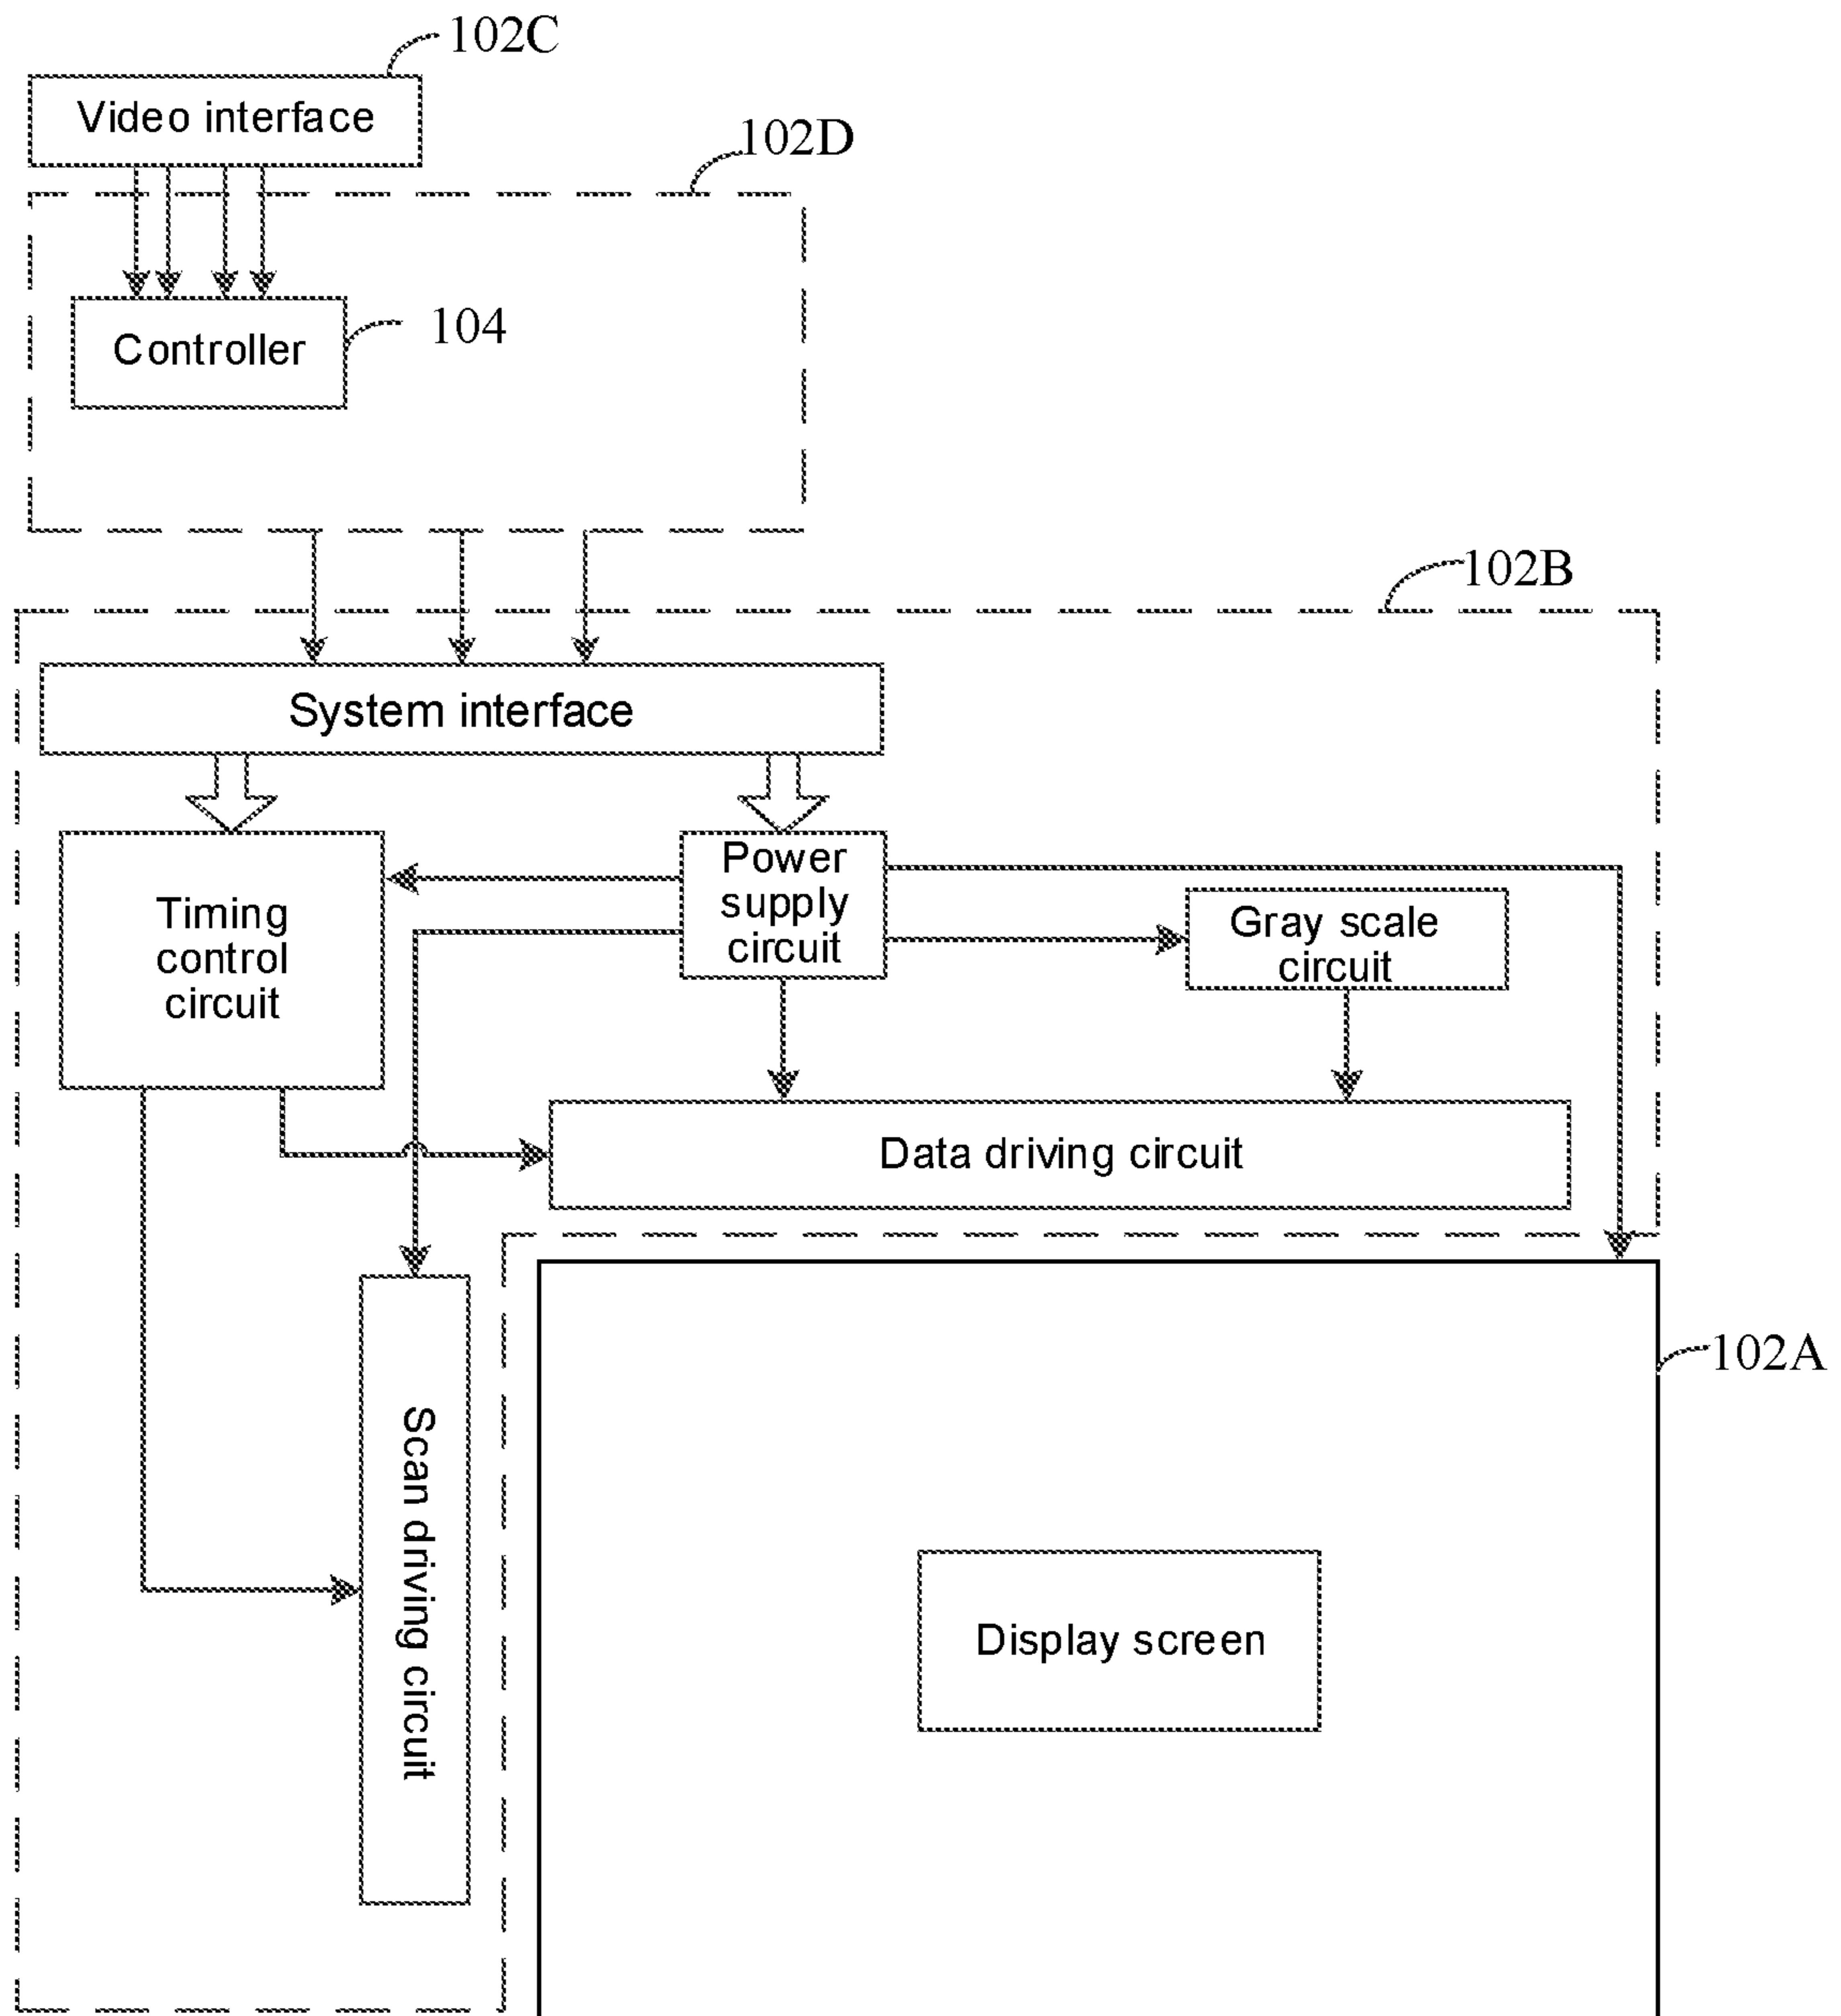 102C
Video interface
102D
Controller
104
102B
System interface
Timing
control
circuit
Power
supply
circuit
Gray scale
circuit
Data driving circuit
102A
Scan driving circuit
Display screen